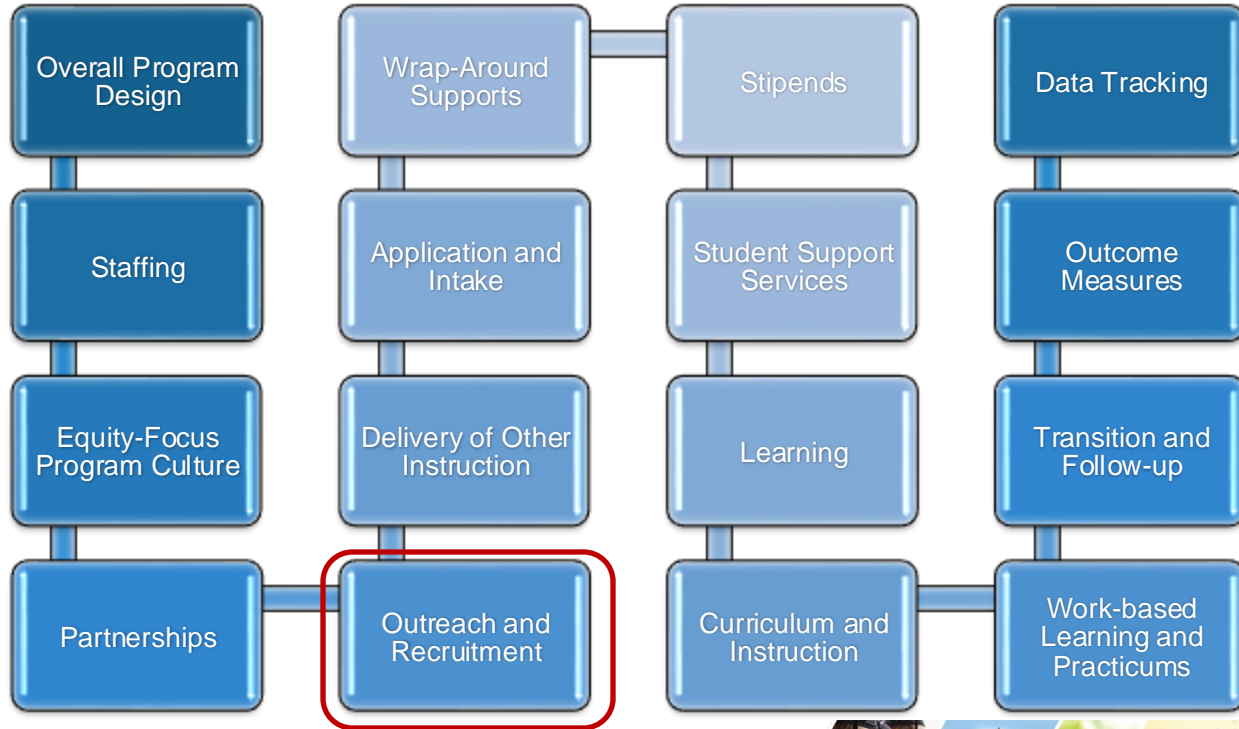 Overall Program
Design
Staffing
Equity-Focus
Program Culture
Partnerships
Outreach and
Recruitment
Delivery of Other
Instruction
Application and
Intake
Wrap-Around
Supports
Stipends
Student Support
Services
Learning
Curriculum and
Instruction
Work-based
Learning and
Practicums
Transition and
Follow-up
Outcome
Measures
Data Tracking